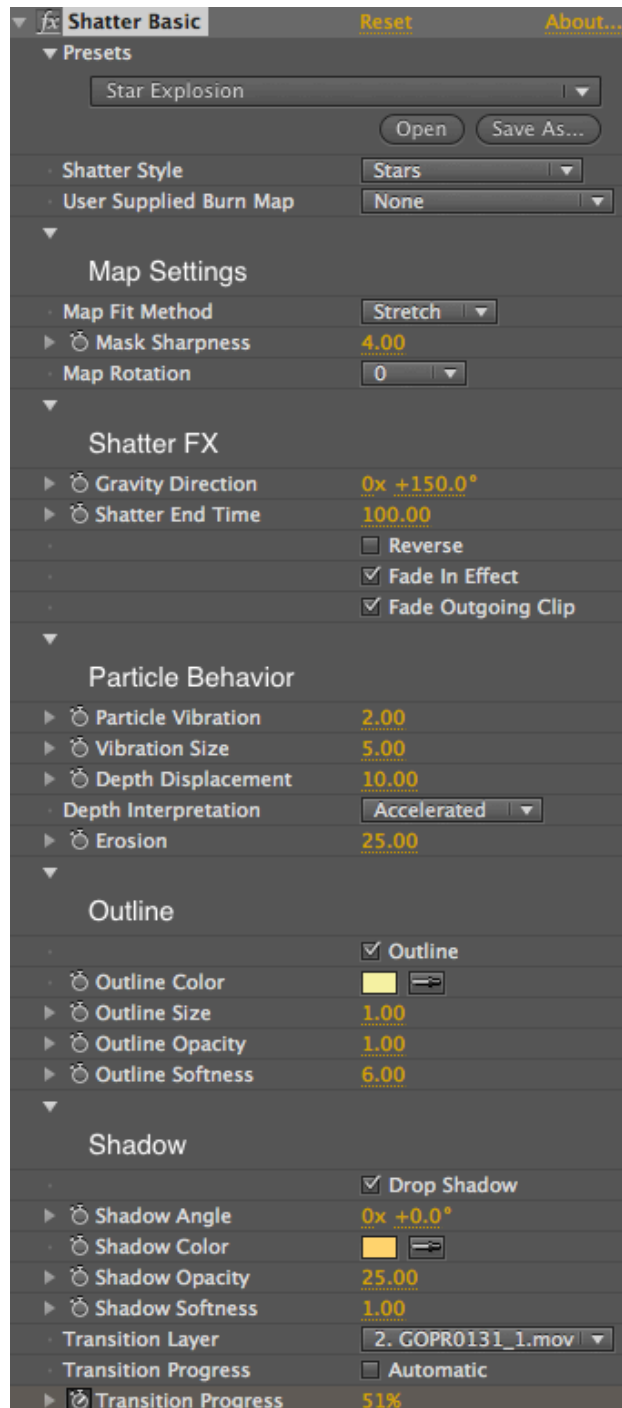 fx Shatter Basic Reset About...
Presets
Star Explosion
Open Save As...
Shatter Style Stars
User Supplied Burn Map None
Map Settings
Map Fit Method Stretch
Mask Sharpness 4.00
Map Rotation 0
Shatter FX
Gravity Direction 0x +150.0°
Shatter End Time 100.00
Reverse
Fade In Effect
Fade Outgoing Clip
Particle Behavior
Particle Vibration 2.00
Vibration Size 5.00
Depth Displacement 10.00
Depth Interpretation Accelerated
Erosion 25.00
Outline
Outline
Outline Color
Outline Size 1.00
Outline Opacity 1.00
Outline Softness 6.00
Shadow
Drop Shadow
Shadow Angle 0x +0.0°
Shadow Color
Shadow Opacity 25.00
Shadow Softness 1.00
Transition Layer 2. GOPR0131_1.mov
Transition Progress Automatic
Transition Progress 51%